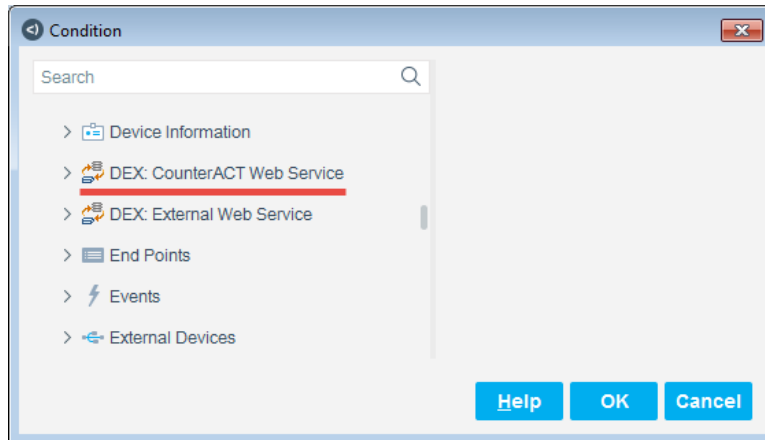 Condition
Search
Device Information
DEX: CounterACT Web Service
DEX: External Web Service
End Points
Events
External Devices
Help OK Cancel